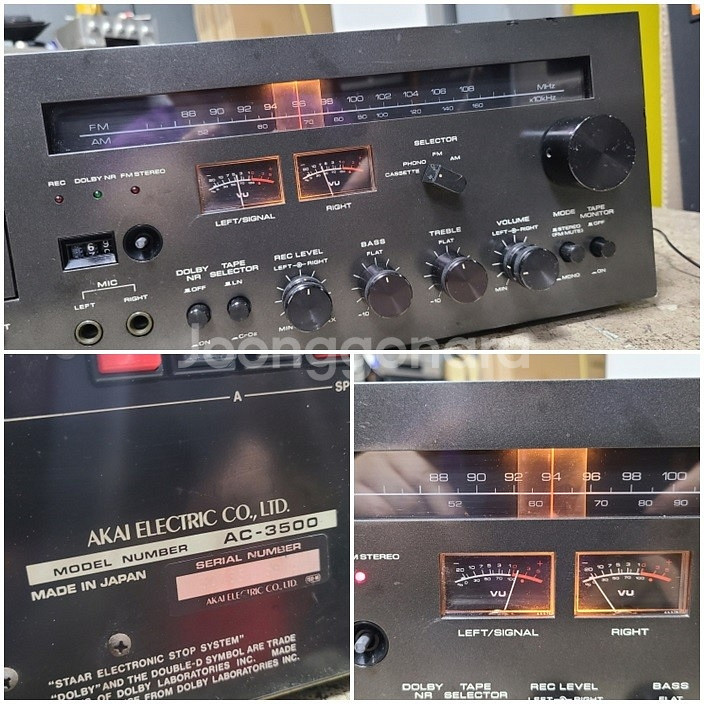 FM 88 90 92 94 96 98 100 102 104 106 108 MHz
AM 52 60 70 80 90 100 120 140 160 x10kHz
SELECTOR
FM
PHONO AM
CASSETTE
REC DOLBY NR FM STEREO
VU VU
LEFT/SIGNAL RIGHT
MIC
LEFT RIGHT
DOLBY NR
OFF
ON
TAPE SELECTOR
LN
CrO2
REC LEVEL
LEFT RIGHT
MIN
BASS
FLAT
-10
TREBLE
FLAT
-10
VOLUME
LEFT RIGHT
MIN
MODE
STEREO
(FM MUTE)
MONO
TAPE MONITOR
OFF
ON
Joonggonara
A SP
AKAI ELECTRIC CO., LTD.
MODEL NUMBER AC-3500
SERIAL NUMBER
MADE IN JAPAN
AKAI ELECTRIC CO., LTD.
"STAAR ELECTRONIC STOP SYSTEM"
"DOLBY" AND THE DOUBLE-D SYMBOL ARE TRADE
OF DOLBY LABORATORIES INC. MADE
FROM DOLBY LABORATORIES INC.
88 90 92 94 96 98 100
52 60 70 80 90
M STEREO
VU VU
LEFT/SIGNAL RIGHT
DOLBY NR
TAPE SELECTOR
REC LEVEL
LEFT RIGHT
BASS
FLAT